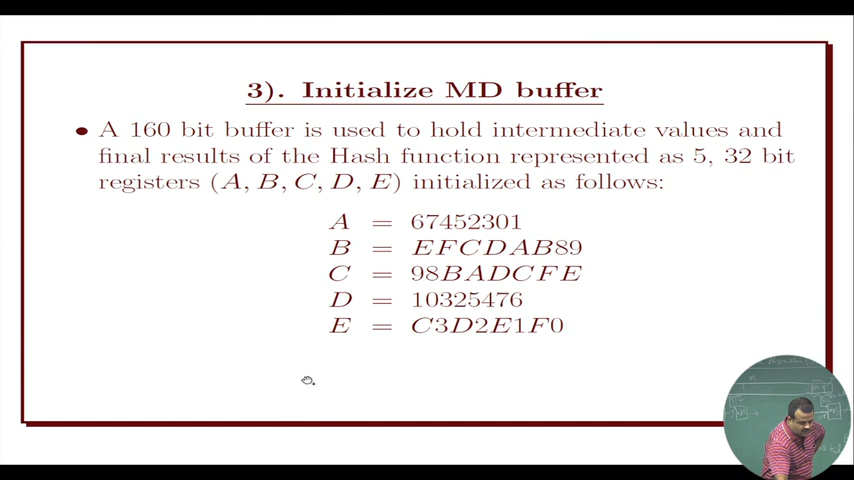 3). Initialize MD buffer
● A 160 bit buffer is used to hold intermediate values and
final results of the Hash function represented as 5, 32 bit
registers (A, B, C, D, E) initialized as follows:
A = 67452301
B = EFCDAB89
C = 98BADCFE
D = 10325476
E = C3D2E1F0